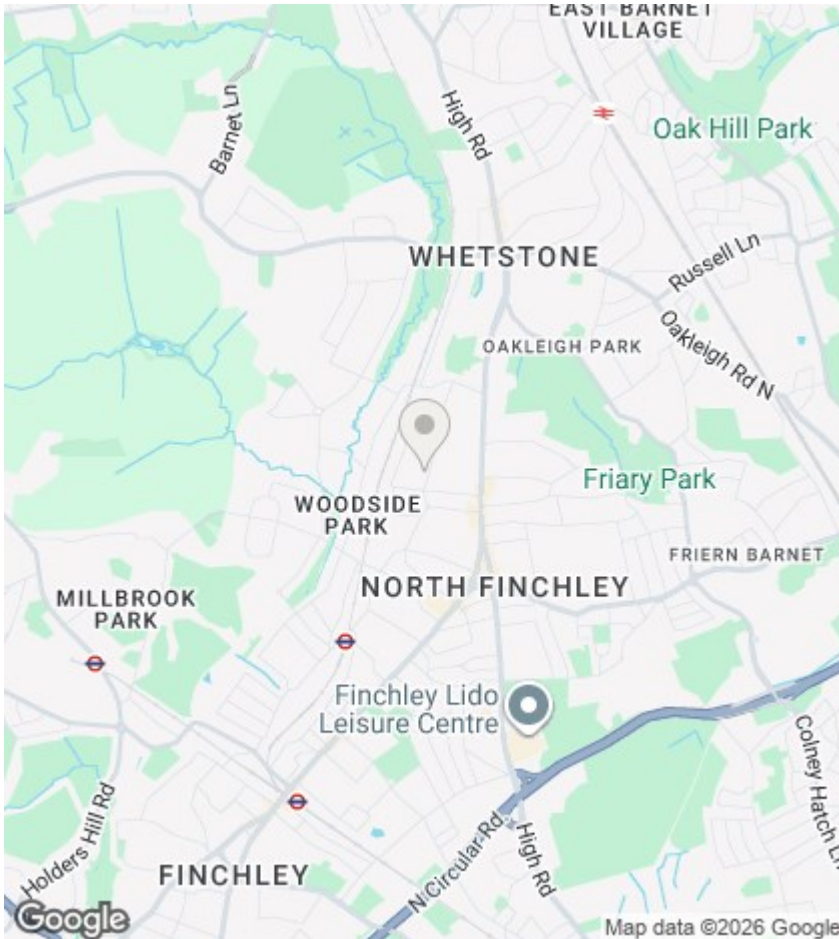 EAST BARNET
VILLAGE
High Rd
Barnet Ln
Oak Hill Park
WHETSTONE
Russell Ln
OAKLEIGH PARK
Oakleigh Rd N
Friary Park
WOODSIDE
PARK
FRIERN BARNET
NORTH FINCHLEY
MILLBROOK
PARK
Finchley Lido
Leisure Centre
Colney Hatch Ln
Holders Hill Rd
N Circular Rd
High Rd
FINCHLEY
Google
Map data ©2026 Google